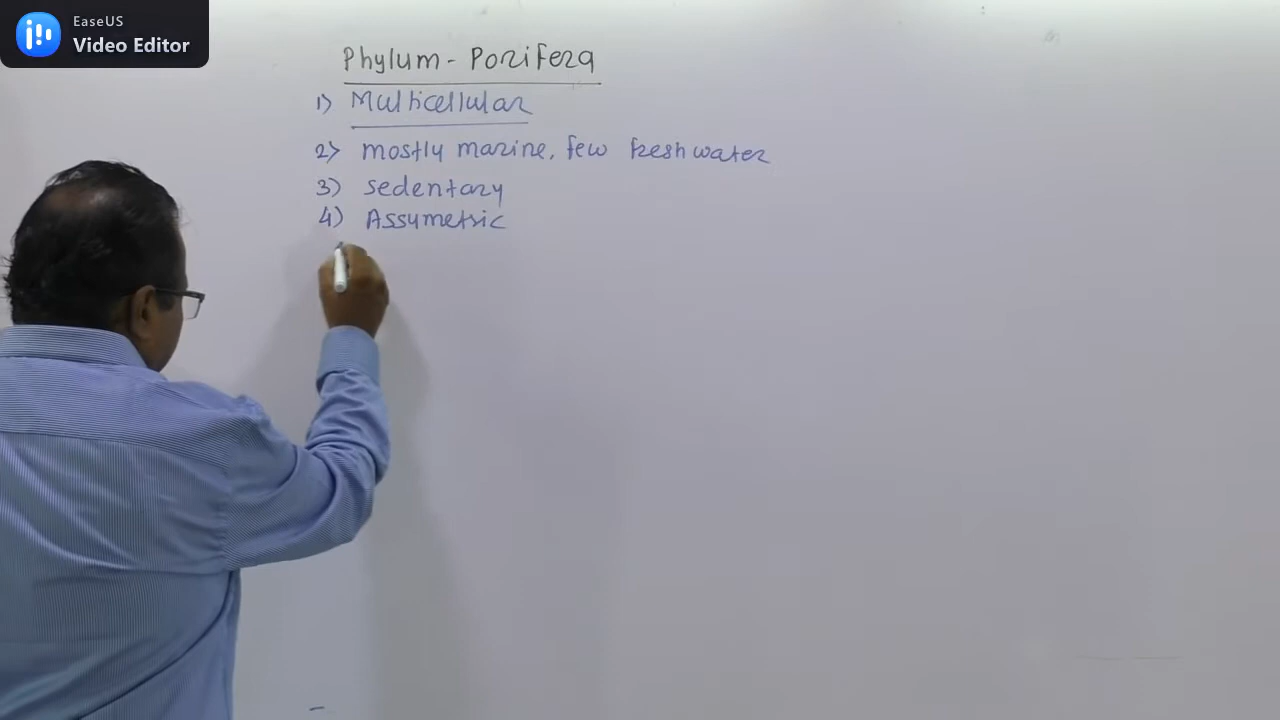 EaseUS
Video Editor
Phylum - Porifera
1) Multicellular
2) mostly marine, few freshwater
3) sedentary
4) Assymetric